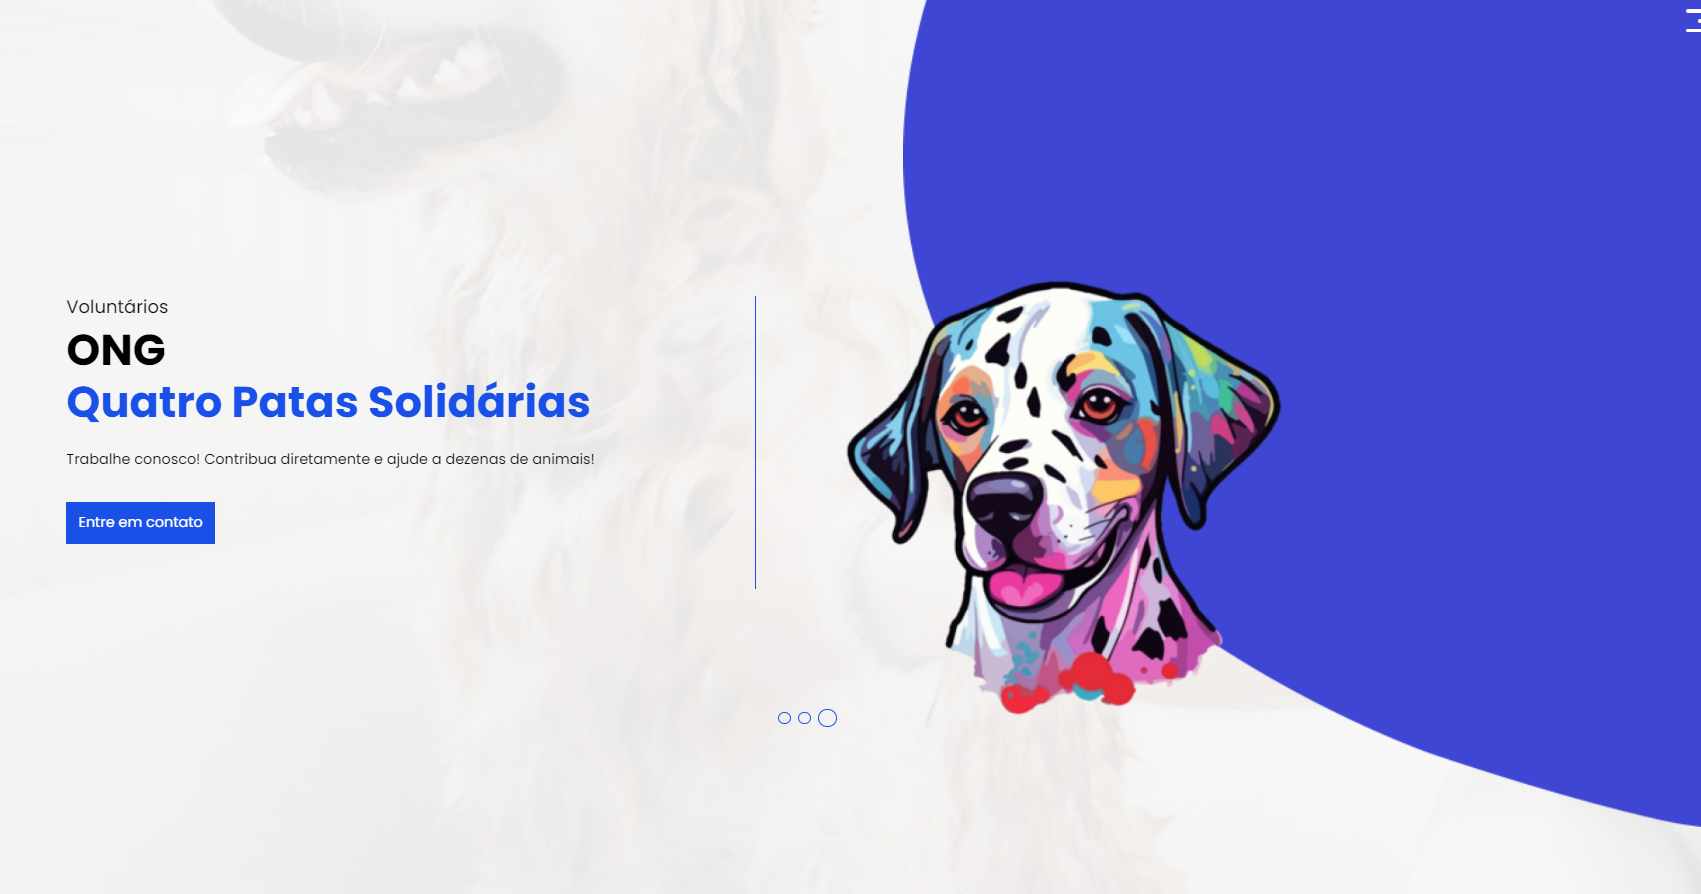 Voluntários
ONG
Quatro Patas Solidárias
Trabalhe conosco! Contribua diretamente e ajude a dezenas de animais!
Entre em contato